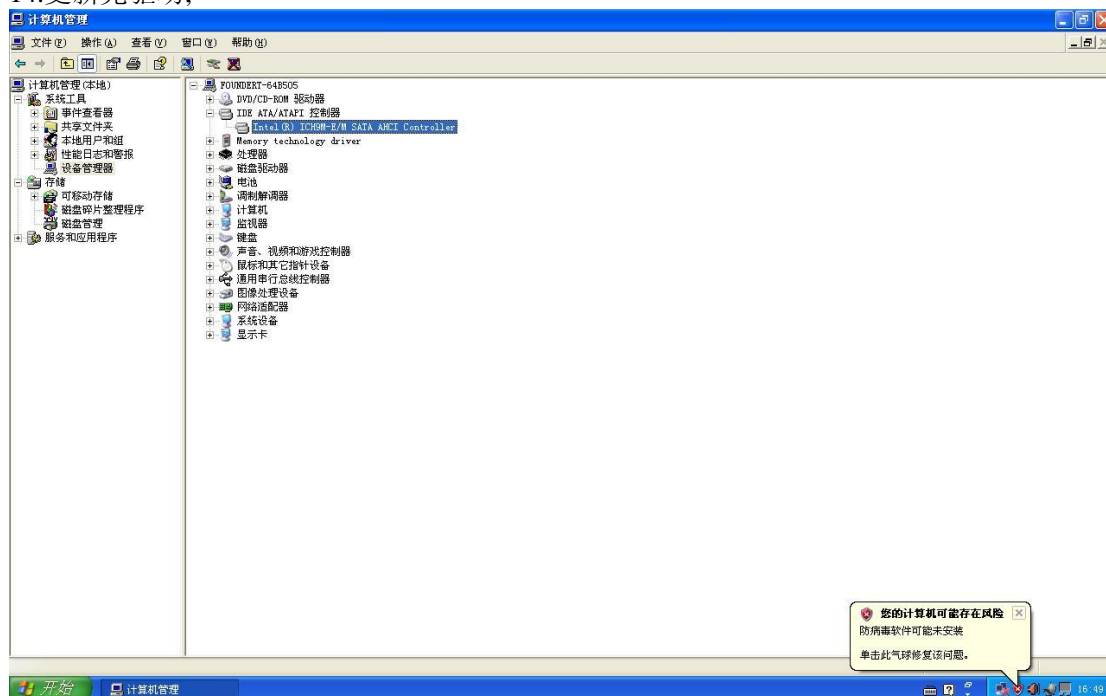 计算机管理
文件(F) 操作(A) 查看(V) 窗口(W) 帮助(H)
计算机管理(本地)
系统工具
事件查看器
共享文件夹
本地用户和组
性能日志和警报
设备管理器
存储
可移动存储
磁盘碎片整理程序
磁盘管理
服务和应用程序
FOUNDERT-64B505
DVD/CD-ROM 驱动器
IDE ATA/ATAPI 控制器
Intel(R) ICH9M-E/M SATA AHCI Controller
Memory technology driver
处理器
磁盘驱动器
电池
调制解调器
计算机
监视器
键盘
声音、视频和游戏控制器
鼠标和其它指针设备
通用串行总线控制器
图像处理设备
网络适配器
系统设备
显示卡
您的计算机可能存在风险
防病毒软件可能未安装
单击此气球修复该问题。
开始 计算机管理 16:49